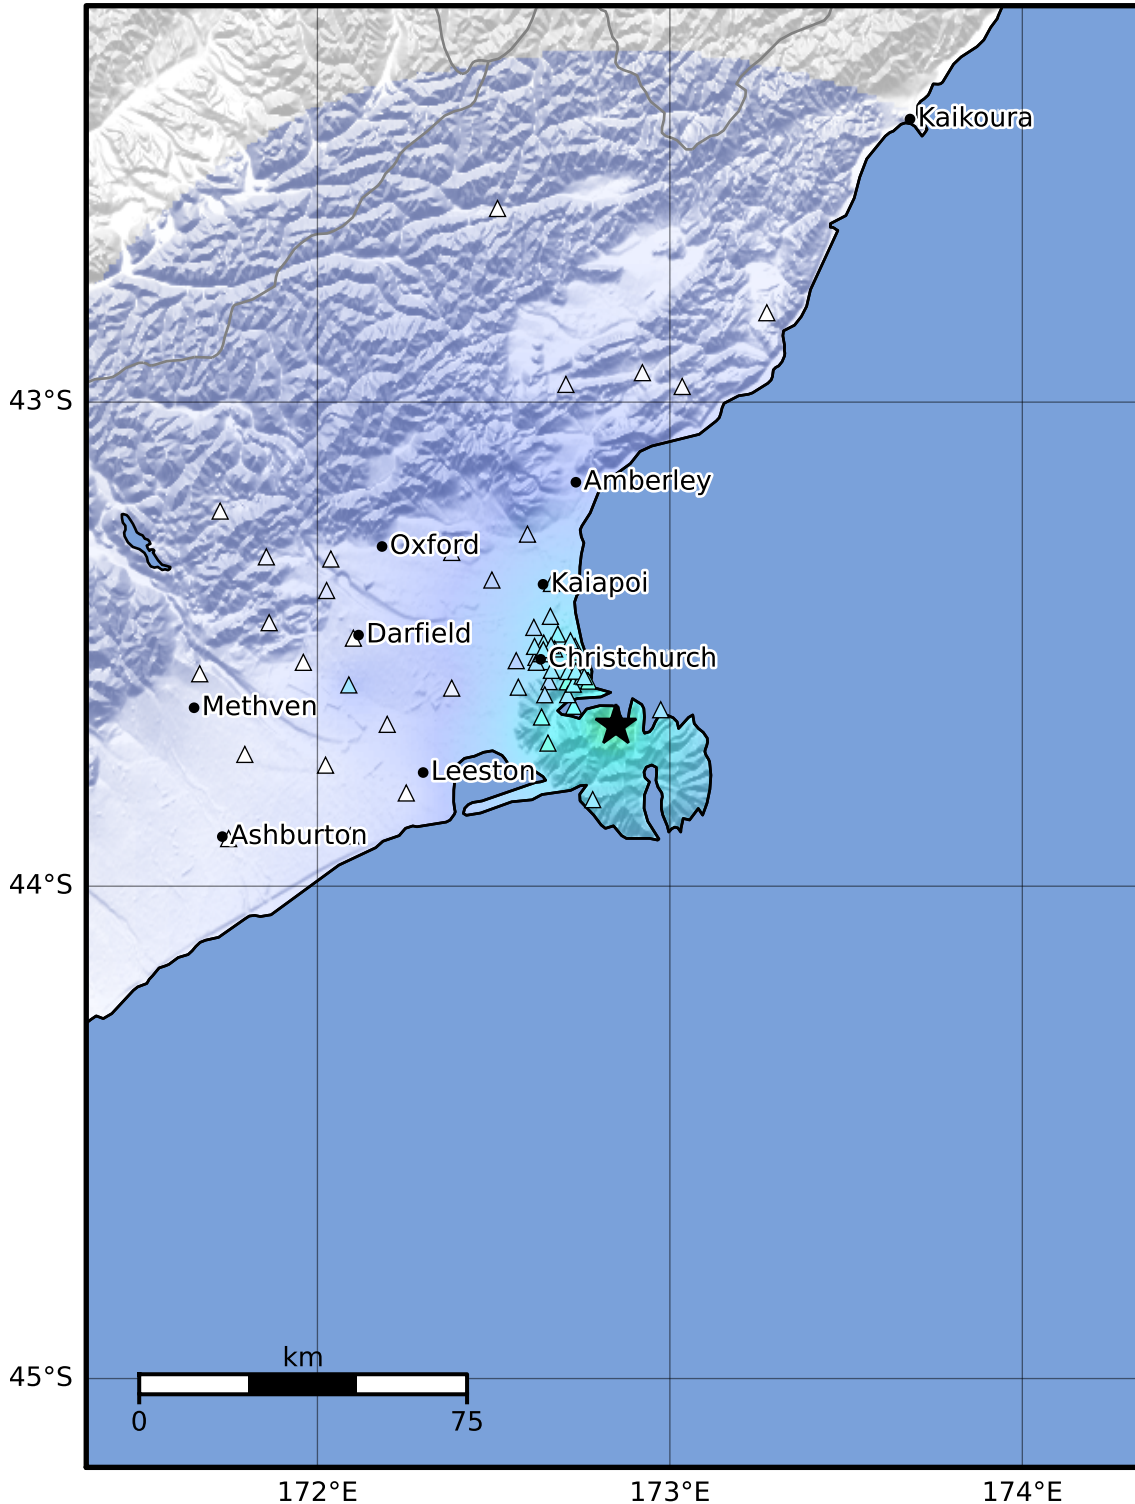 Kaikoura
43°S
Amberley
Oxford
Kaiapoi
Darfield
Christchurch
Methven
Leeston
Ashburton
44°S
45°S
km
0 75
172°E 173°E 174°E